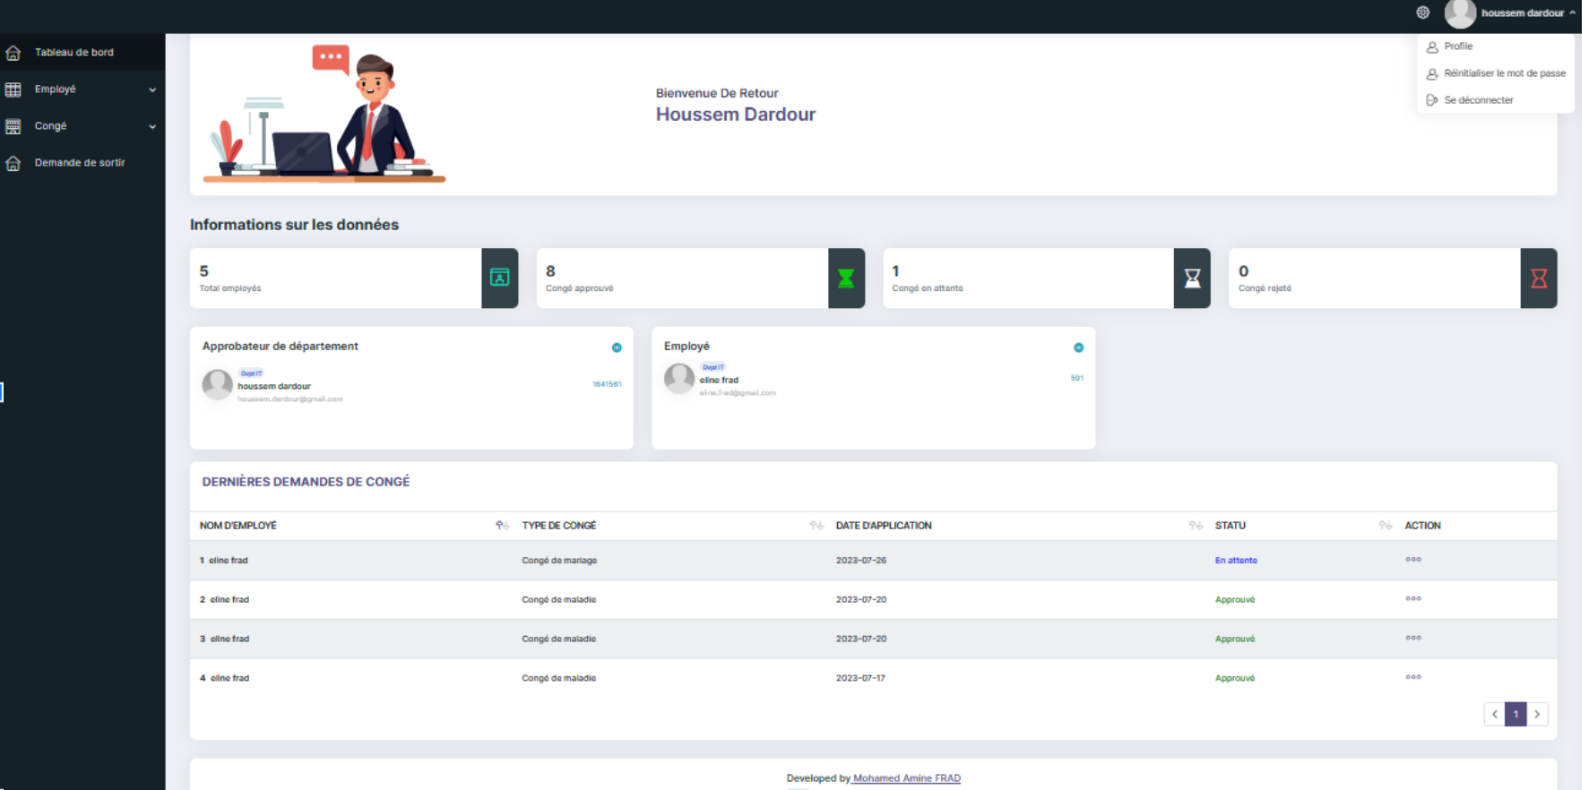 houssem dardour
Profile
Réinitialiser le mot de passe
Se déconnecter
Tableau de bord
Employé
Congé
Demande de sortir
Bienvenue De Retour
Houssem Dardour
Informations sur les données
5
Total employés
8
Congé approuvé
1
Congé en attente
0
Congé rejeté
Approbateur de département
Dept IT
houssem dardour
houssem.dardour@gmail.com
1641561
Employé
Dept IT
eline frad
eline.frad@gmail.com
501
DERNIÈRES DEMANDES DE CONGÉ
NOM D'EMPLOYÉ TYPE DE CONGÉ DATE D'APPLICATION STATU ACTION
1 eline frad Congé de mariage 2023-07-26 En attente
2 eline frad Congé de maladie 2023-07-20 Approuvé
3 eline frad Congé de maladie 2023-07-20 Approuvé
4 eline frad Congé de maladie 2023-07-17 Approuvé
1
Developed by Mohamed Amine FRAD